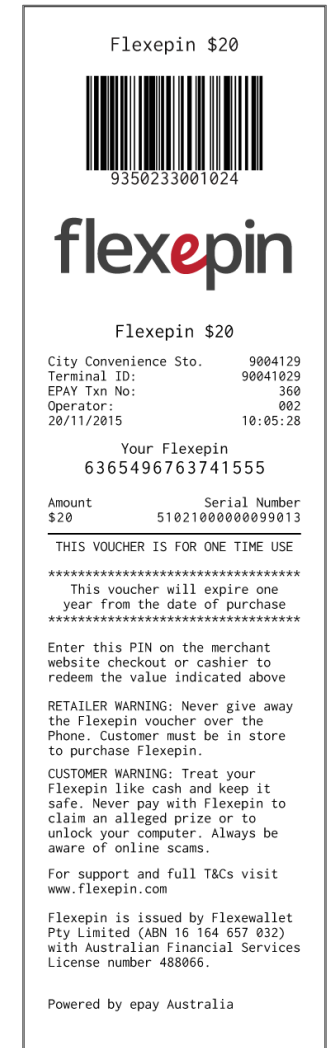 Flexepin $20
9350233001024
flexepin
Flexepin $20
City Convenience Sto. 9004129
Terminal ID: 90041029
EPAY Txn No: 360
Operator: 002
20/11/2015 10:05:28
Your Flexepin
6365496763741555
Amount Serial Number
$20 51021000000099013
THIS VOUCHER IS FOR ONE TIME USE
**********************************
This voucher will expire one
year from the date of purchase
**********************************
Enter this PIN on the merchant
website checkout or cashier to
redeem the value indicated above
RETAILER WARNING: Never give away
the Flexepin voucher over the
Phone. Customer must be in store
to purchase Flexepin.
CUSTOMER WARNING: Treat your
Flexepin like cash and keep it
safe. Never pay with Flexepin to
claim an alleged prize or to
unlock your computer. Always be
aware of online scams.
For support and full T&Cs visit
www.flexepin.com
Flexepin is issued by Flexewallet
Pty Limited (ABN 16 164 657 032)
with Australian Financial Services
License number 488066.
Powered by epay Australia